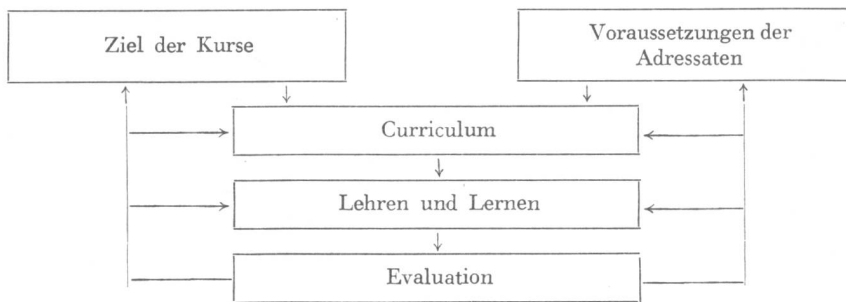 Ziel der Kurse
Voraussetzungen der
Adressaten
Curriculum
Lehren und Lernen
Evaluation